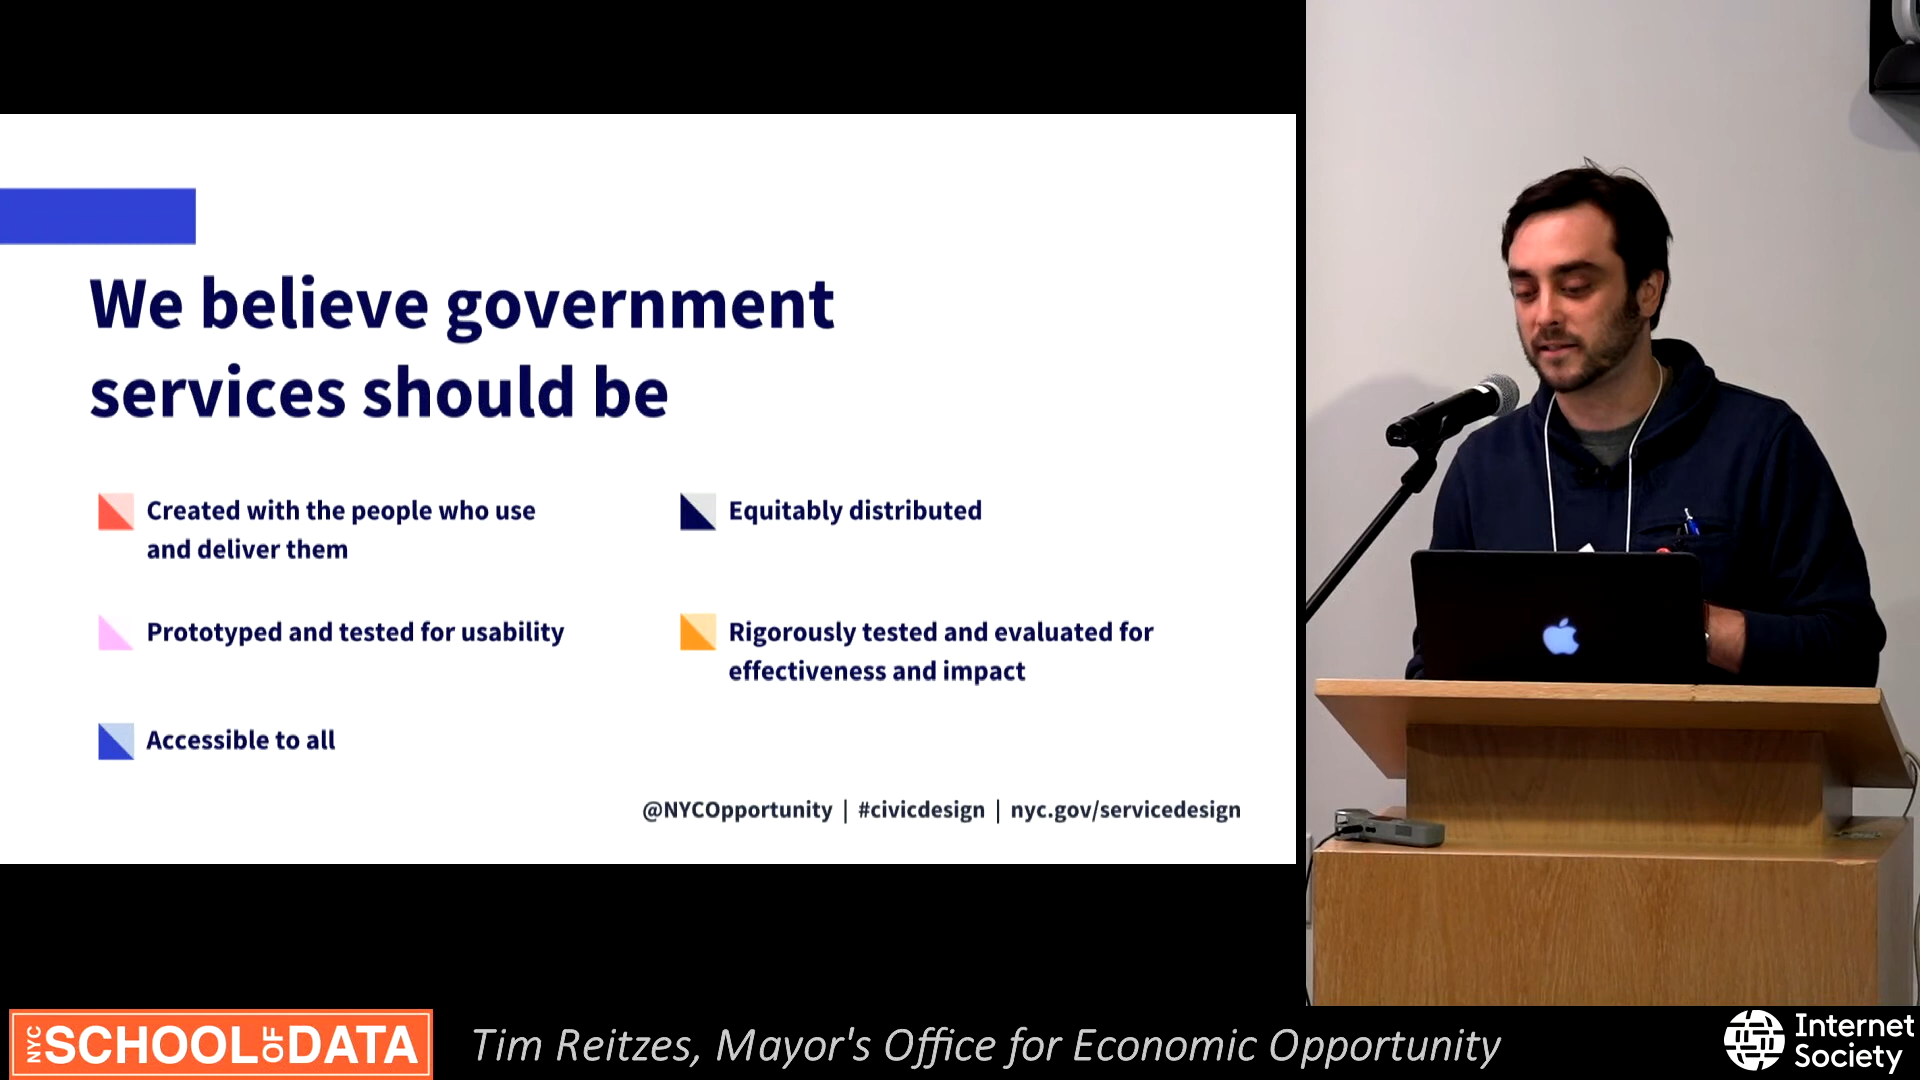 We believe government
services should be
Created with the people who use
and deliver them
Prototyped and tested for usability
Accessible to all
Equitably distributed
Rigorously tested and evaluated for
effectiveness and impact
@NYCOpportunity | #civicdesign | nyc.gov/servicedesign
NYC SCHOOL OF DATA
Tim Reitzes, Mayor's Office for Economic Opportunity
Internet
Society